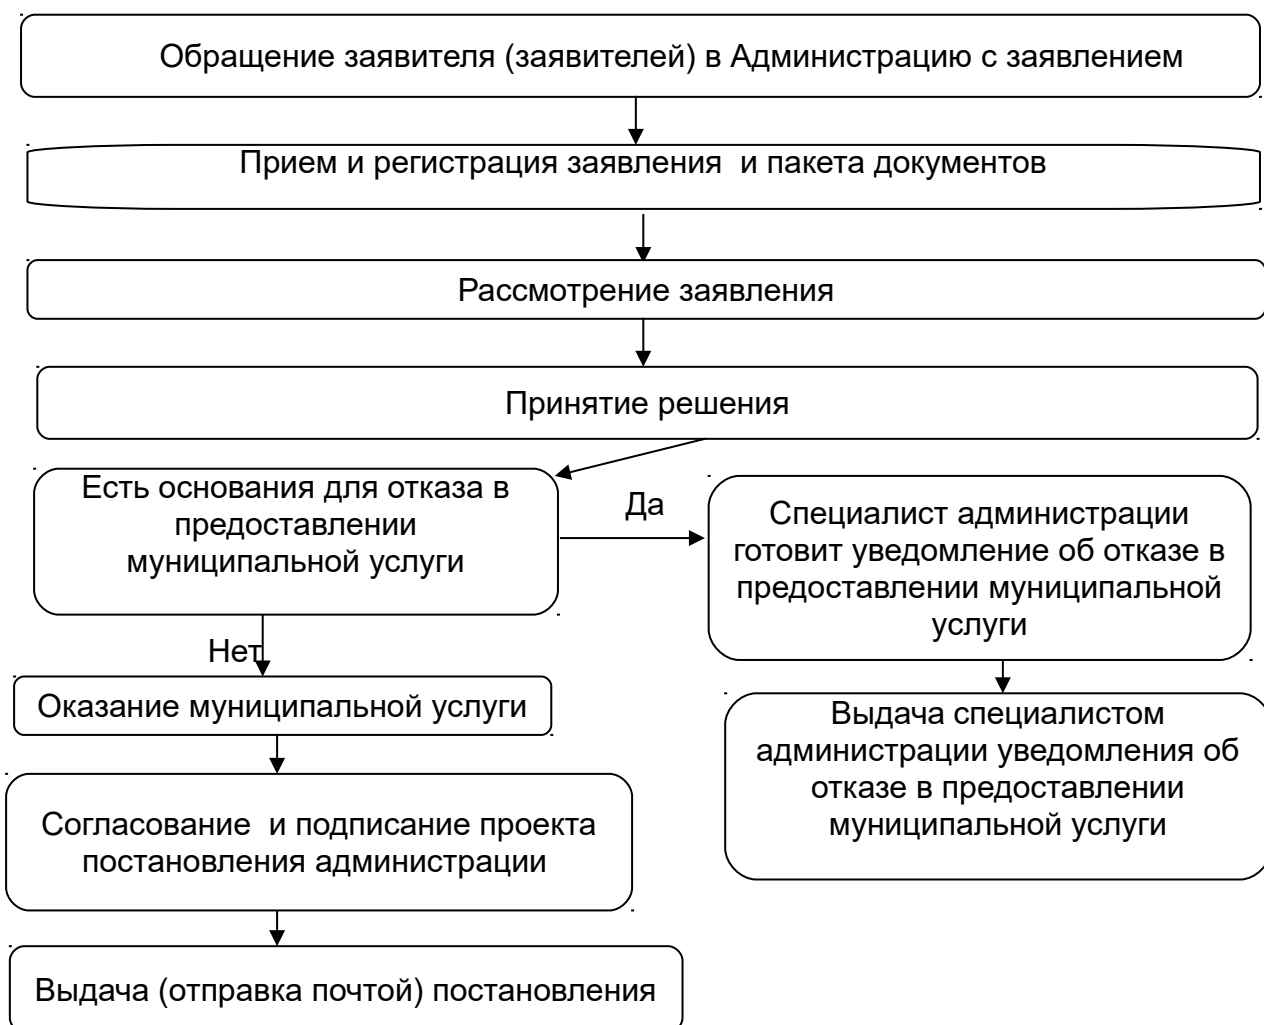 Обращение заявителя (заявителей) в Администрацию с заявлением
Прием и регистрация заявления  и пакета документов
Рассмотрение заявления
Принятие решения
Есть основания для отказа в
предоставлении
муниципальной услуги
Да
Специалист администрации
готовит уведомление об отказе в
предоставлении муниципальной
услуги
Нет
Оказание муниципальной услуги
Выдача специалистом
администрации уведомления об
отказе в предоставлении
муниципальной услуги
Согласование  и подписание проекта
постановления администрации
Выдача (отправка почтой) постановления